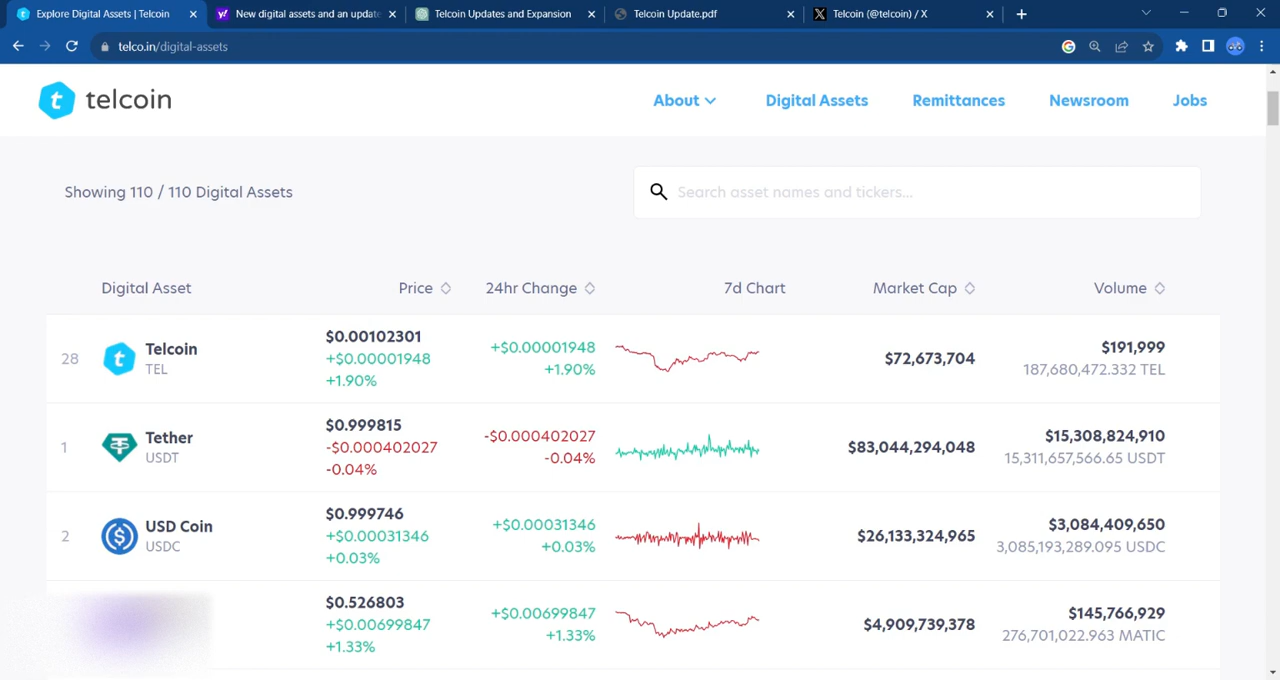 Explore Digital Assets | Telcoin
New digital assets and an update
Telcoin Updates and Expansion
Telcoin Update.pdf
Telcoin (@telcoin) / X
telco.in/digital-assets
telcoin
About
Digital Assets
Remittances
Newsroom
Jobs
Showing 110 / 110 Digital Assets
Search asset names and tickers...
Digital Asset Price 24hr Change 7d Chart Market Cap Volume
28
Telcoin
TEL
$0.00102301
+$0.00001948
+1.90%
+$0.00001948
+1.90%
$72,673,704
$191,999
187,680,472.332 TEL
1
Tether
USDT
$0.999815
-$0.000402027
-0.04%
-$0.000402027
-0.04%
$83,044,294,048
$15,308,824,910
15,311,657,566.65 USDT
2
USD Coin
USDC
$0.999746
+$0.00031346
+0.03%
+$0.00031346
+0.03%
$26,133,324,965
$3,084,409,650
3,085,193,289.095 USDC
$0.526803
+$0.00699847
+1.33%
+$0.00699847
+1.33%
$4,909,739,378
$145,766,929
276,701,022.963 MATIC